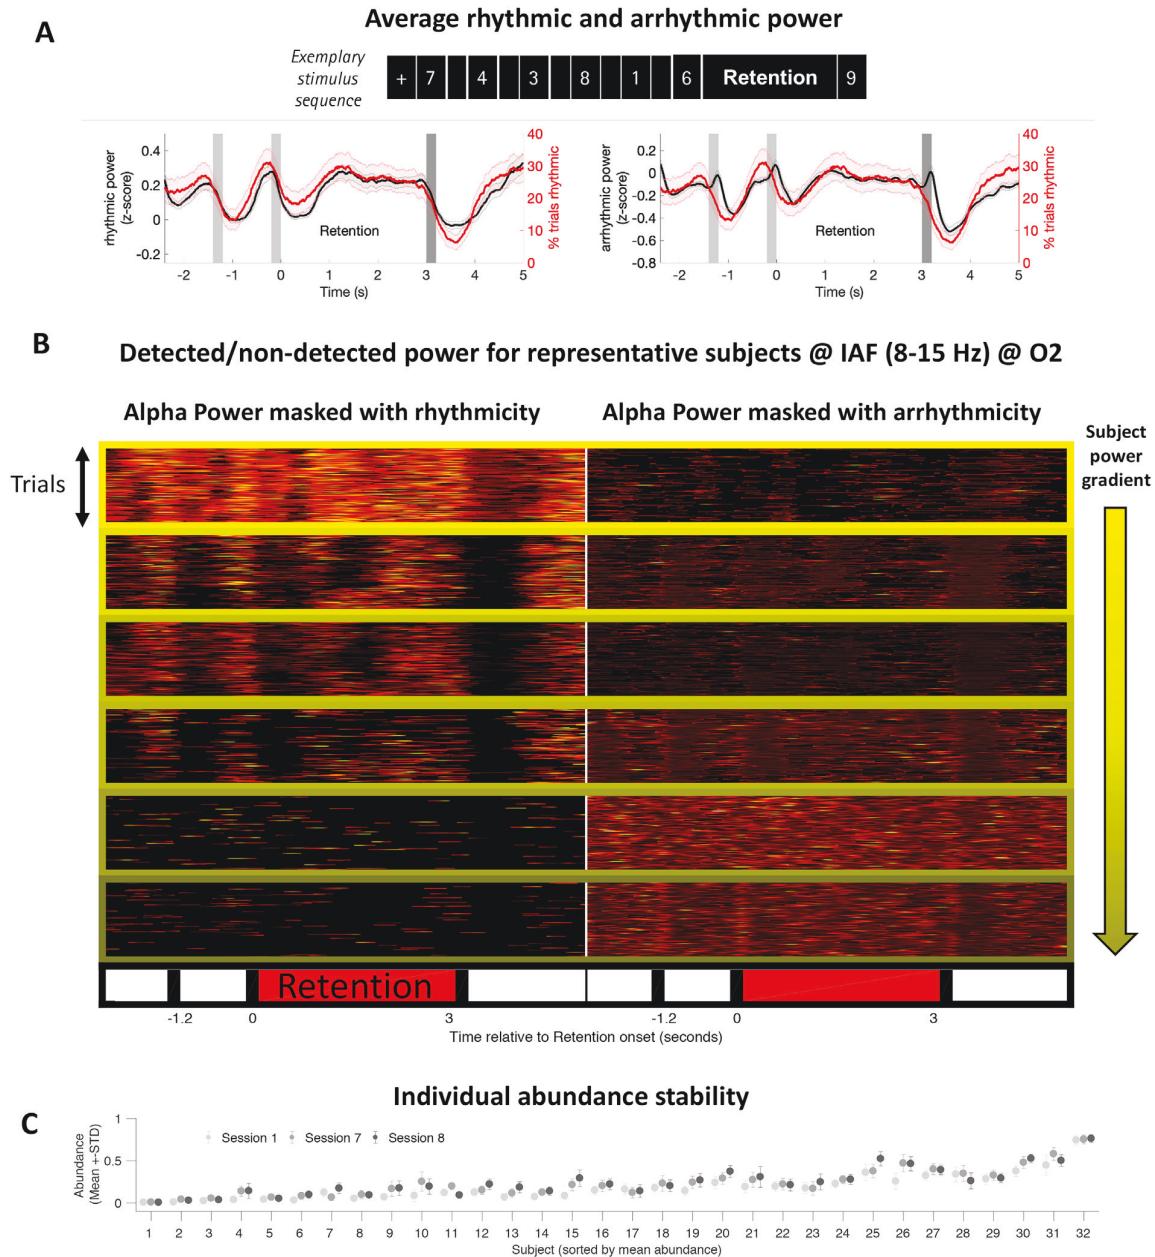 A
Average rhythmic and arrhythmic power
Exemplary
stimulus
sequence
+ 7 4 3 8 1 6 Retention 9
rhythmic power
(z-score)
0.4
0.2
0
-0.2
40
30
20
10
0
% trials rhythmic
Retention
-2 -1 0 1 2 3 4 5
Time (s)
arrhythmic power
(z-score)
0.2
0
-0.2
-0.4
-0.6
-0.8
40
30
20
10
0
% trials rhythmic
Retention
-2 -1 0 1 2 3 4 5
Time (s)
B
Detected/non-detected power for representative subjects @ IAF (8-15 Hz) @ O2
Alpha Power masked with rhythmicity
Alpha Power masked with arrhythmicity
Trials
Subject
power
gradient
Retention
-1.2 0 3 -1.2 0 3
Time relative to Retention onset (seconds)
Individual abundance stability
C
Abundance
(Mean +-STD)
1
0.5
0
Session 1 Session 7 Session 8
1 2 3 4 5 6 7 8 9 10 11 12 13 14 15 16 17 18 19 20 21 22 23 24 25 26 27 28 29 30 31 32
Subject (sorted by mean abundance)